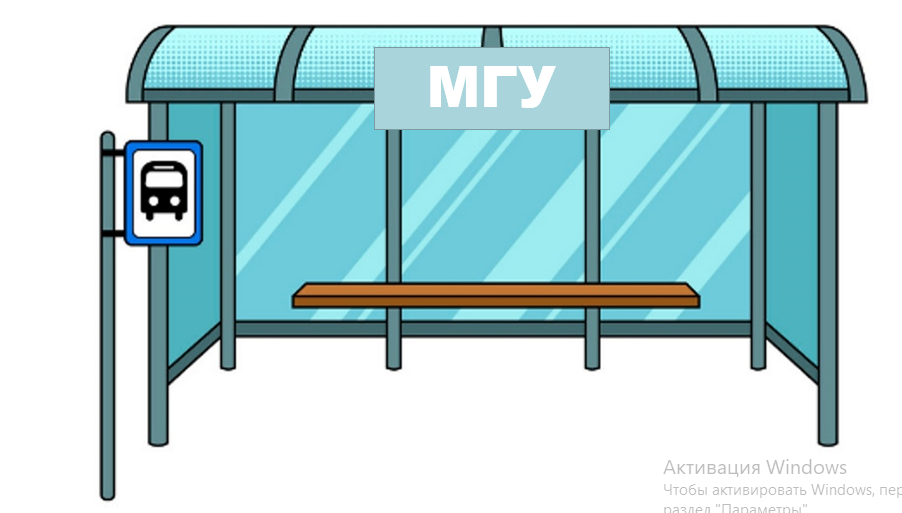 МГУ
Активация Windows
Чтобы активировать Windows, пер
раздел "Параметры"